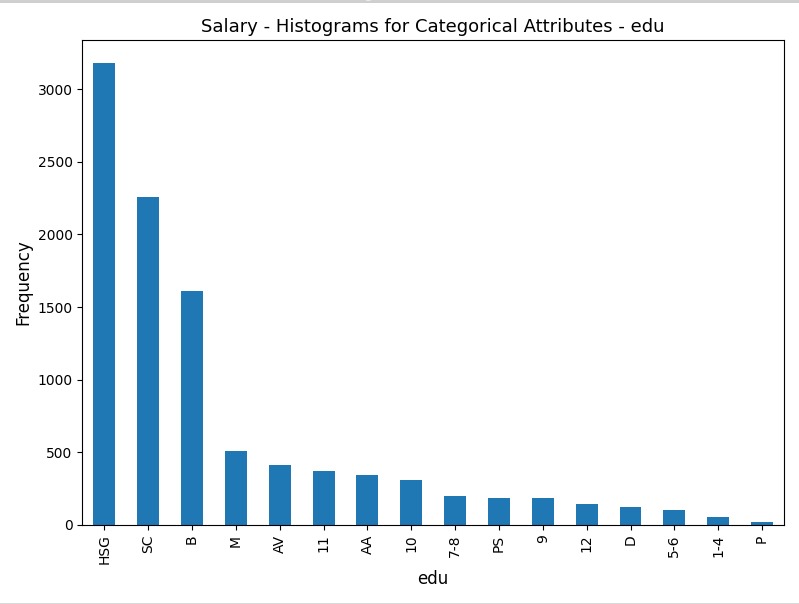 Salary - Histograms for Categorical Attributes - edu
Frequency
3000
2500
2000
1500
1000
500
0
HSG SC B M AV 11 AA 10 7-8 PS 9 12 D 5-6 1-4 P
edu